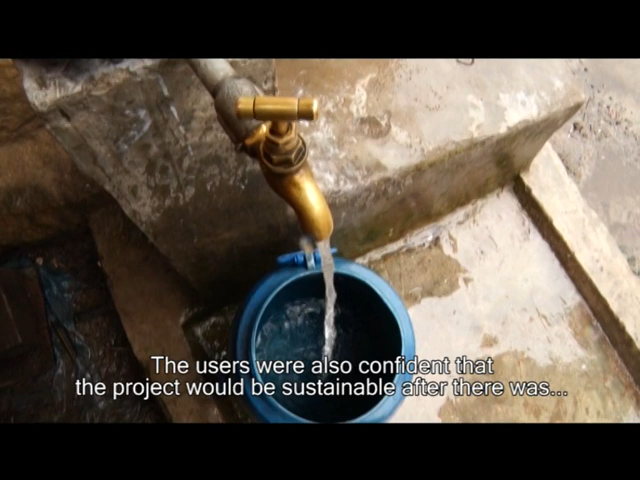 The users were also confident that
the project would be sustainable after there was...